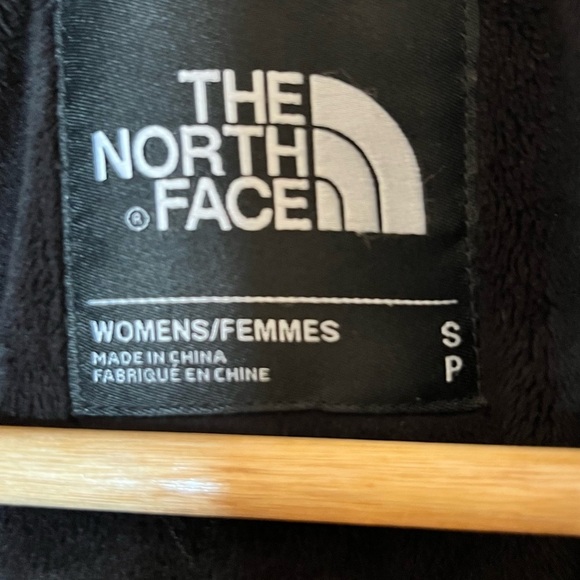 THE
NORTH
® FACE
WOMENS/FEMMES S
MADE IN CHINA P
FABRIQUÉ EN CHINE